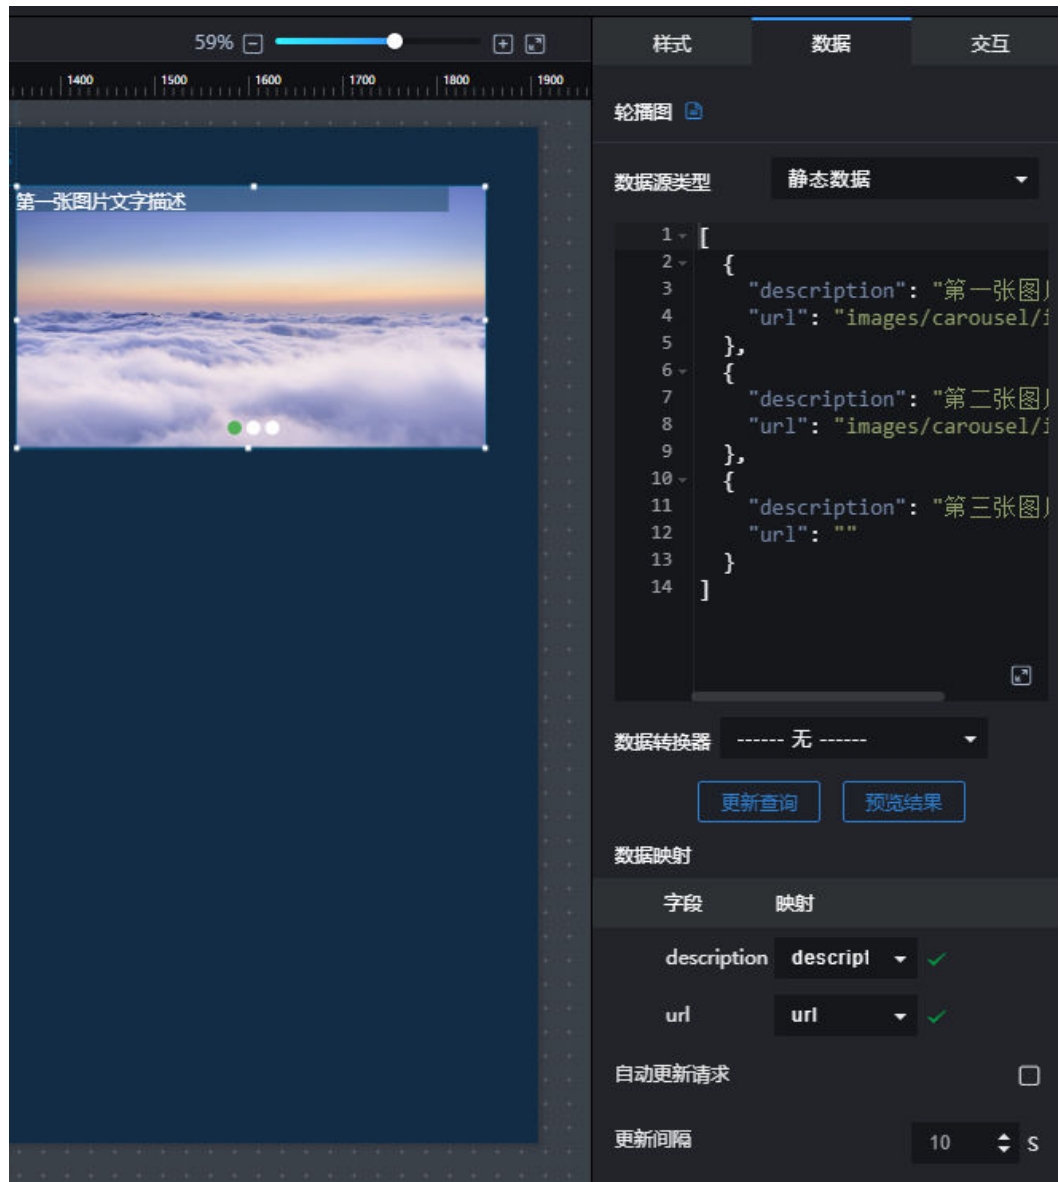 59%
1400 1500 1600 1700 1800 1900
第一张图片文字描述
样式 数据 交互
轮播图
数据源类型 静态数据
1 [
2 {
3 "description": "第一张图
4 "url": "images/carousel/i
5 },
6 {
7 "description": "第二张图
8 "url": "images/carousel/i
9 },
10 {
11 "description": "第三张图
12 "url": ""
13 }
14 ]
数据转换器 ------ 无 ------
更新查询 预览结果
数据映射
字段 映射
description descript
url url
自动更新请求
更新间隔 10 S